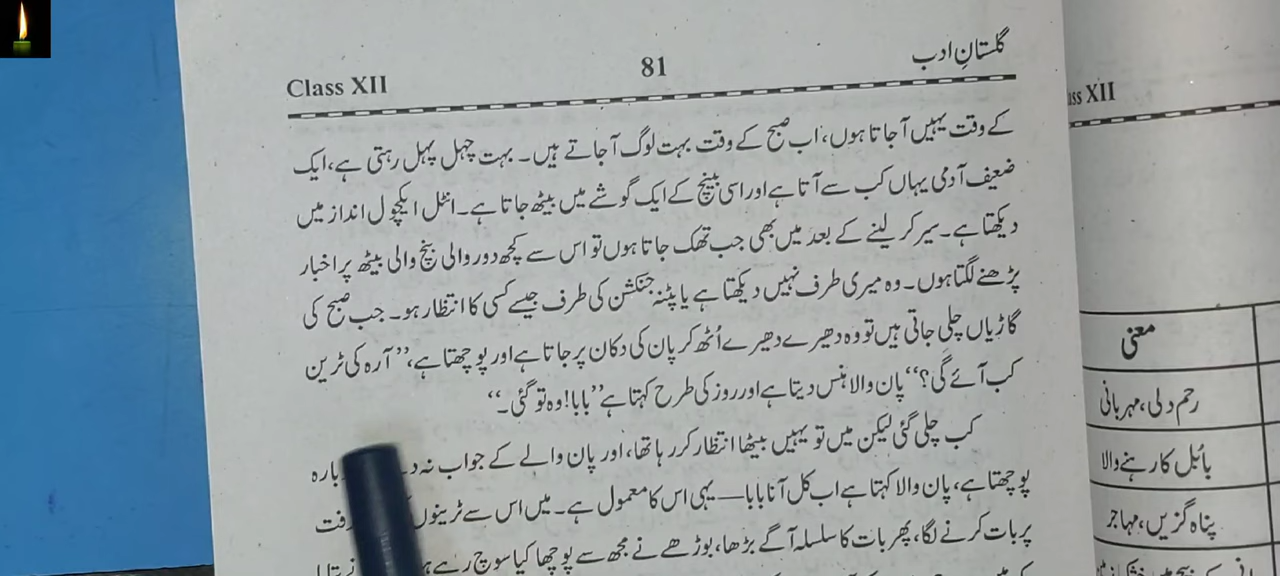 Class XII 81 گلستانِ ادب
کے وقت یہیں آ جاتا ہوں، اب صبح کے وقت بہت لوگ آ جاتے ہیں۔ بہت چہل پہل رہتی ہے، ایک
ضعیف آدمی یہاں کب سے آتا ہے اور اسی بینچ کے ایک گوشے میں بیٹھ جاتا ہے۔ انٹل ایکچول انداز میں
دیکھتا ہے۔ سیر کر لینے کے بعد میں بھی جب تھک جاتا ہوں تو اس سے کچھ دور والی بنچ والی بیٹھ پر اخبار
پڑھنے لگتا ہوں۔ وہ میری طرف نہیں دیکھتا ہے یا پٹنہ جنکشن کی طرف جیسے کسی کا انتظار ہو۔ جب صبح کی
گاڑیاں چلی جاتی ہیں تو وہ دھیرے دھیرے اُٹھ کر پان کی دکان پر جاتا ہے اور پوچھتا ہے، ’’آرہ کی ٹرین
کب آئے گی؟‘‘ پان والا ہنس دیتا ہے اور روز کی طرح کہتا ہے ’’بابا! وہ تو گئی۔‘‘
کب چلی گئی لیکن میں تو یہیں بیٹھا انتظار کر رہا تھا، اور پان والے کے جواب نہ بارہ
پوچھتا ہے، پان والا کہتا ہے اب کل آنا بابا — یہی اس کا معمول ہے۔ میں اس سے ٹرینوں رفت
پر بات کرنے لگا، پھر بات کا سلسلہ آگے بڑھا، بوڑھے نے مجھ سے پوچھا کیا سوچ رہے
ass XII
معنی
رحم دلی، مہربانی
بابُل کا رہنے والا
پناہ گزیں، مہاجر